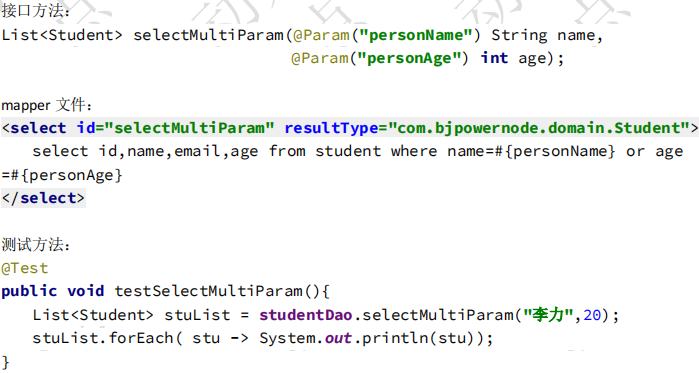 接口方法：
List<Student> selectMultiParam(@Param("personName") String name,
@Param("personAge") int age);
mapper 文件：
<select id="selectMultiParam" resultType="com.bjpowernode.domain.Student">
select id,name,email,age from student where name=#{personName} or age
=#{personAge}
</select>
测试方法：
@Test
public void testSelectMultiParam(){
List<Student> stuList = studentDao.selectMultiParam("李力",20);
stuList.forEach( stu -> System.out.println(stu));
}